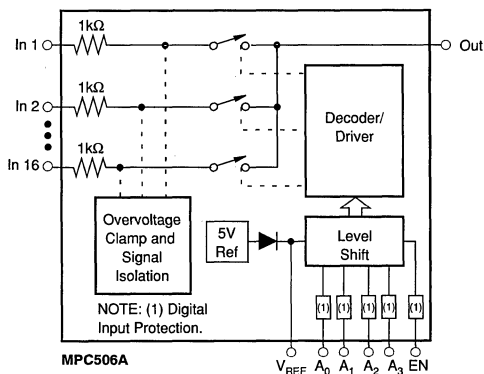 In 1
1kΩ
Out
In 2
1kΩ
In 16
1kΩ
Decoder/
Driver
Overvoltage
Clamp and
Signal
Isolation
5V
Ref
Level
Shift
(1) (1) (1) (1) (1)
NOTE: (1) Digital
Input Protection.
MPC506A
VREF A0 A1 A2 A3 EN